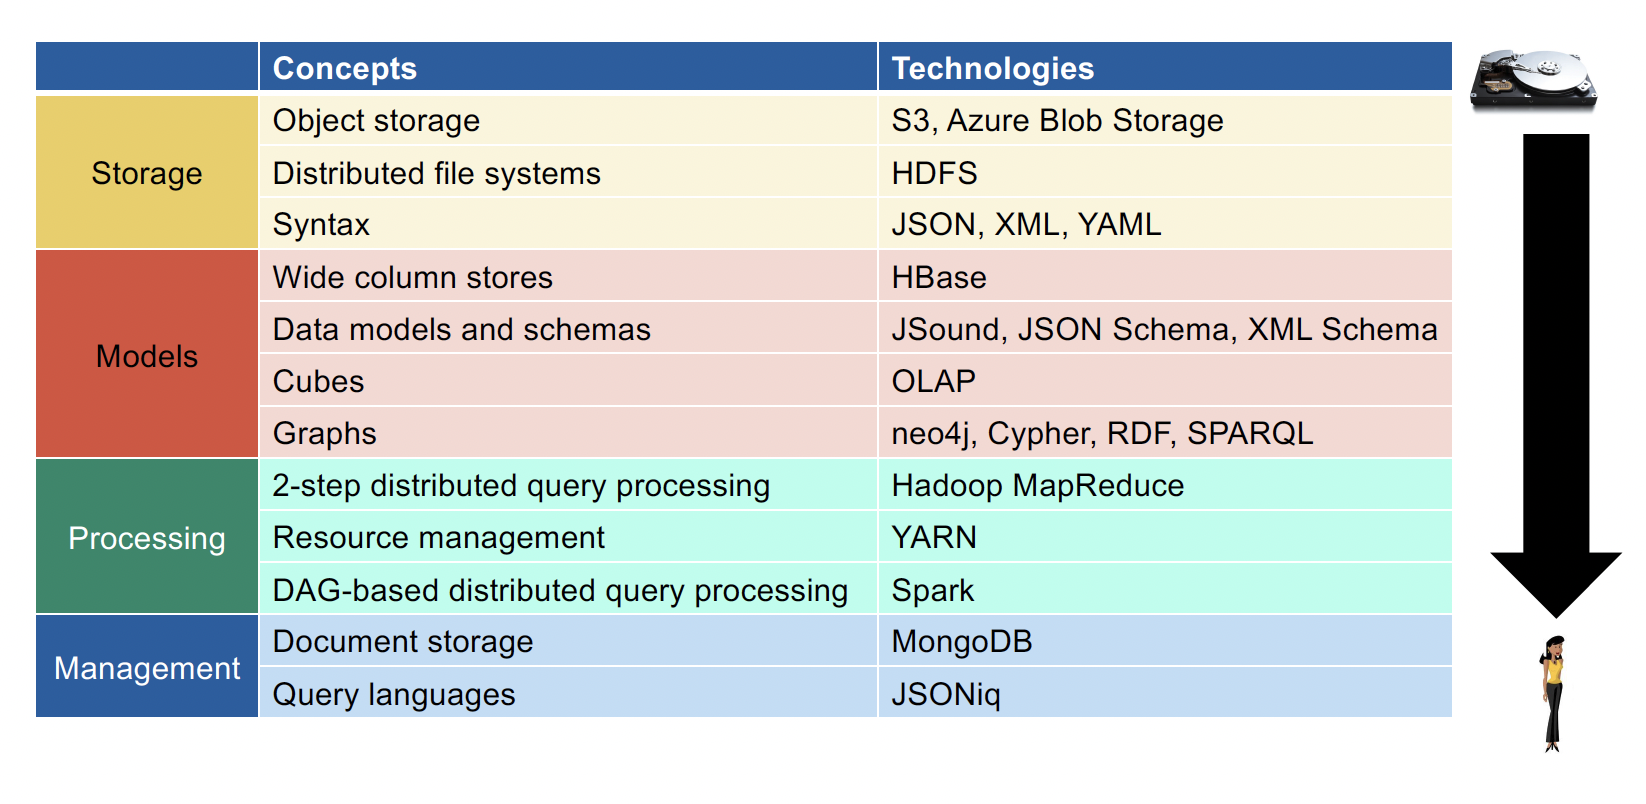 Concepts Technologies
Storage
Object storage S3, Azure Blob Storage
Distributed file systems HDFS
Syntax JSON, XML, YAML
Models
Wide column stores HBase
Data models and schemas JSound, JSON Schema, XML Schema
Cubes OLAP
Graphs neo4j, Cypher, RDF, SPARQL
Processing
2-step distributed query processing Hadoop MapReduce
Resource management YARN
DAG-based distributed query processing Spark
Management
Document storage MongoDB
Query languages JSONiq